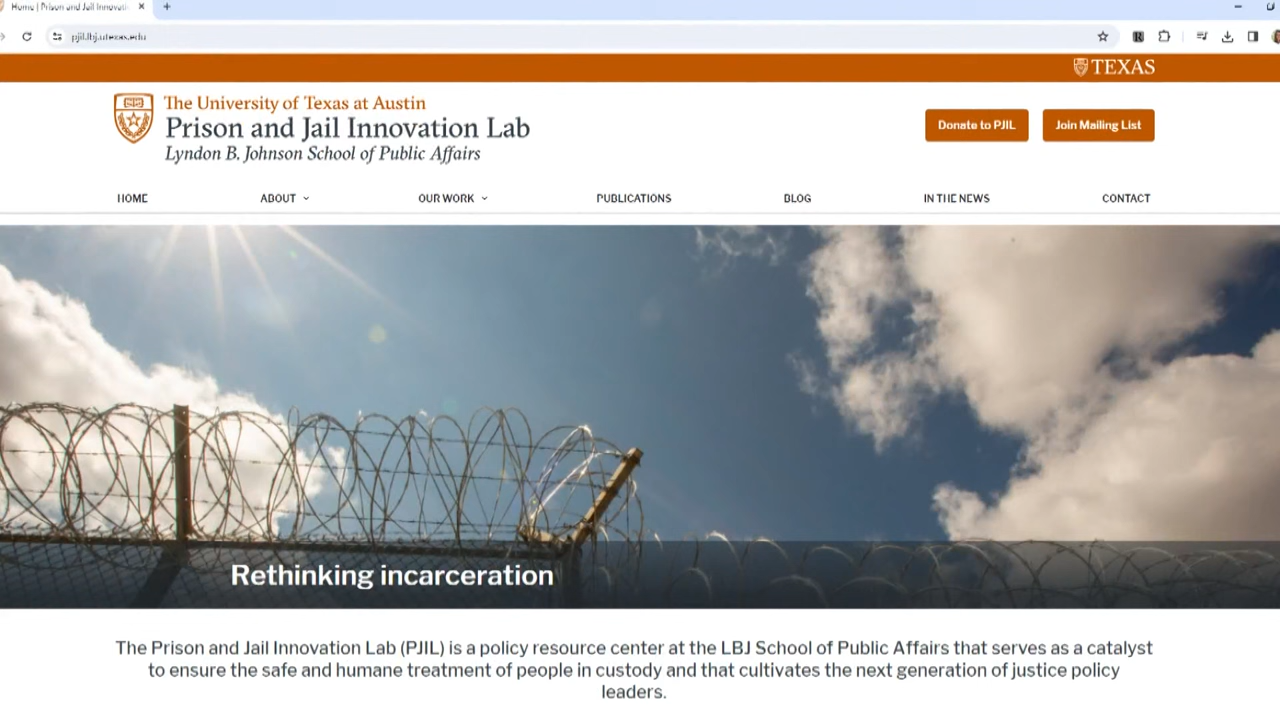 Home | Prison and Jail Innovati
pjil.lbj.utexas.edu
TEXAS
The University of Texas at Austin
Prison and Jail Innovation Lab
Lyndon B. Johnson School of Public Affairs
Donate to PJIL
Join Mailing List
HOME
ABOUT
OUR WORK
PUBLICATIONS
BLOG
IN THE NEWS
CONTACT
Rethinking incarceration
The Prison and Jail Innovation Lab (PJIL) is a policy resource center at the LBJ School of Public Affairs that serves as a catalyst
to ensure the safe and humane treatment of people in custody and that cultivates the next generation of justice policy
leaders.